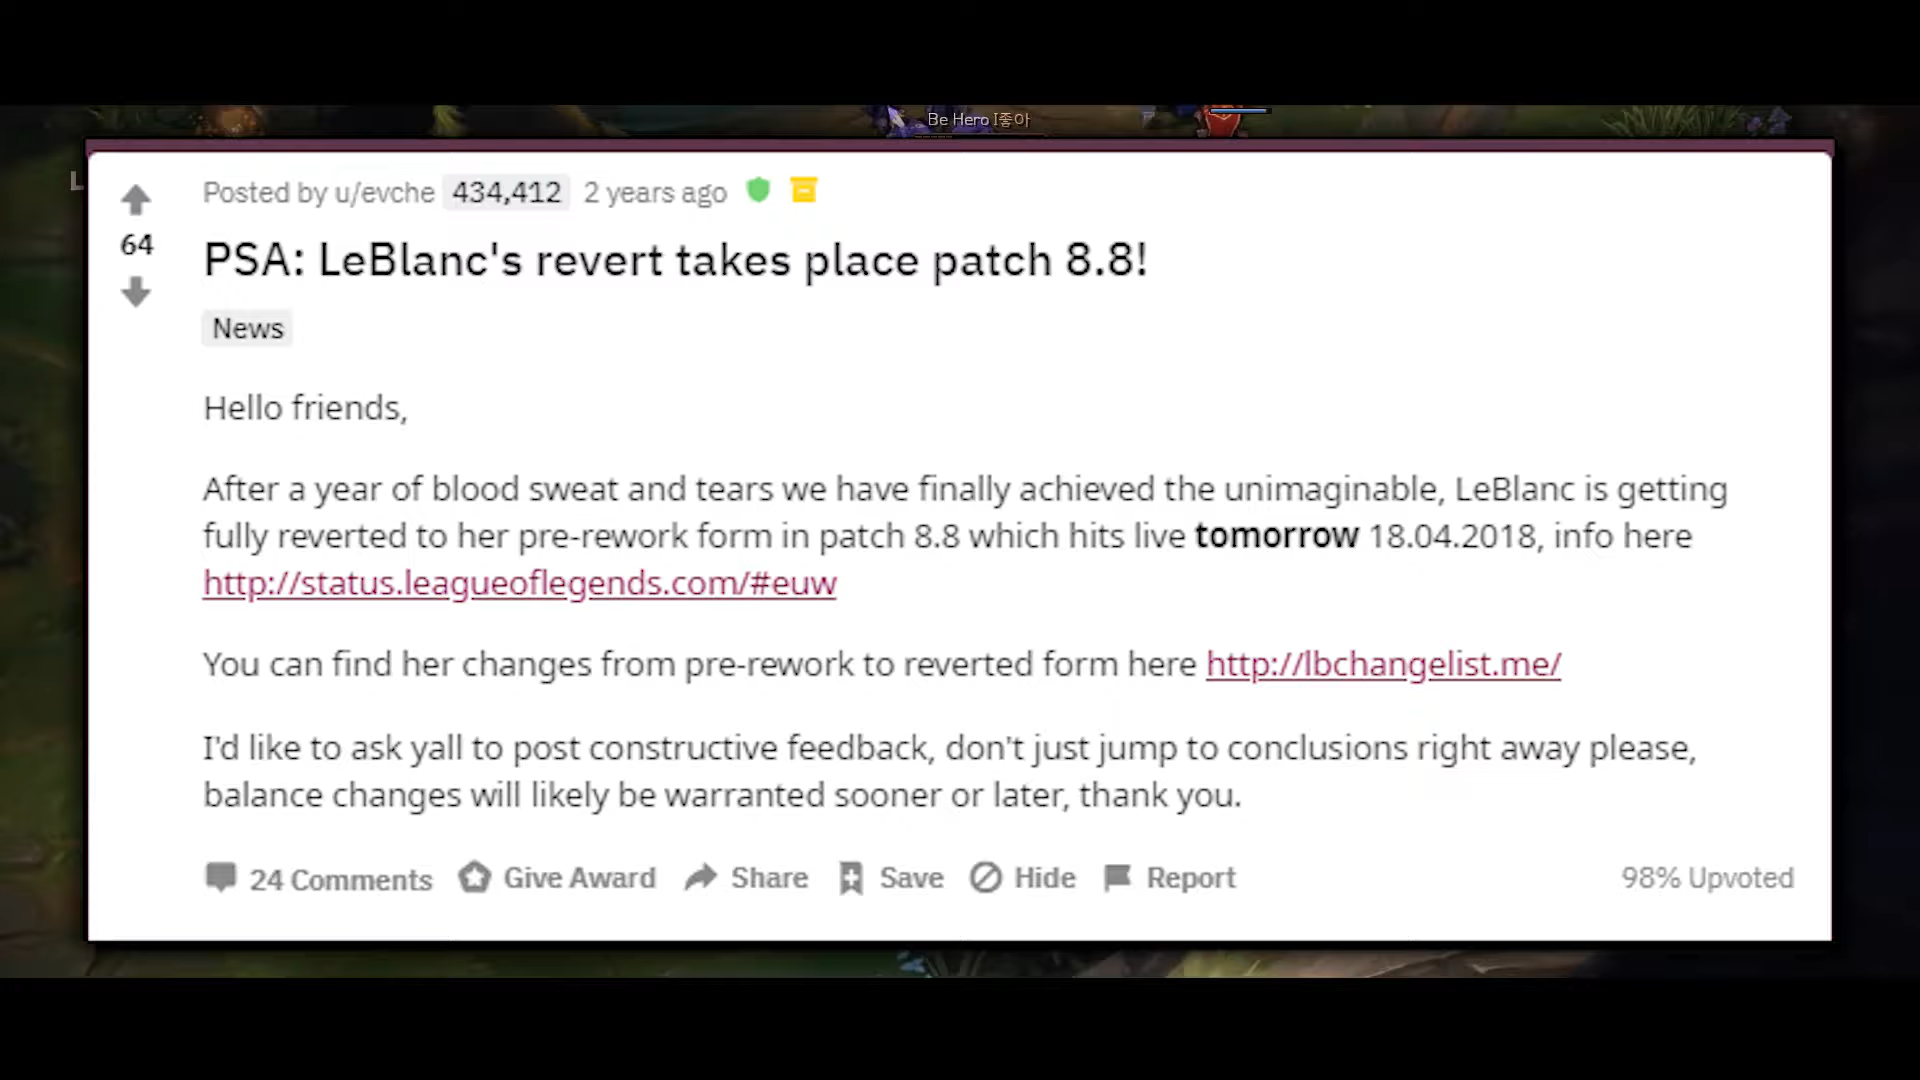 Be Hero I좋아
L
Posted by u/evche 434,412 2 years ago
64
PSA: LeBlanc's revert takes place patch 8.8!
News
Hello friends,
After a year of blood sweat and tears we have finally achieved the unimaginable, LeBlanc is getting
fully reverted to her pre-rework form in patch 8.8 which hits live tomorrow 18.04.2018, info here
http://status.leagueoflegends.com/#euw
You can find her changes from pre-rework to reverted form here http://lbchangelist.me/
I'd like to ask yall to post constructive feedback, don't just jump to conclusions right away please,
balance changes will likely be warranted sooner or later, thank you.
24 Comments Give Award Share Save Hide Report 98% Upvoted